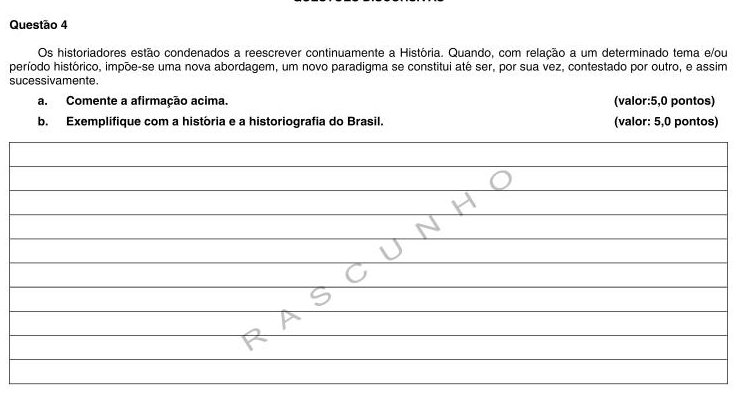 Questão 4
Os historiadores estão condenados a reescrever continuamente a História. Quando, com relação a um determinado tema e/ou
período histórico, impõe-se uma nova abordagem, um novo paradigma se constitui até ser, por sua vez, contestado por outro, e assim
sucessivamente.
a. Comente a afirmação acima. (valor:5,0 pontos)
b. Exemplifique com a história e a historiografia do Brasil. (valor: 5,0 pontos)
RASCUNHO